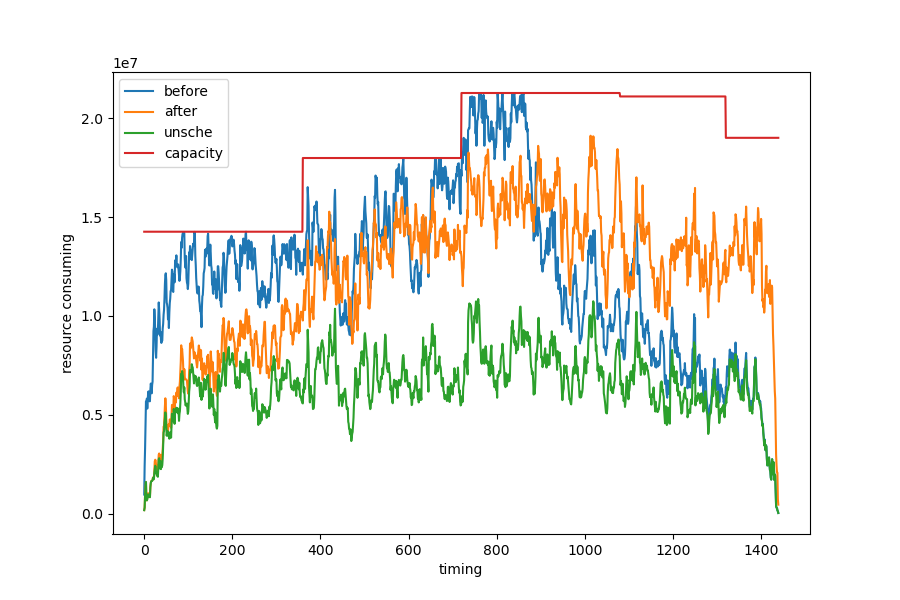 1e7
before
after
unsche
capacity
2.0
1.5
1.0
0.5
0.0
resource consuming
0 200 400 600 800 1000 1200 1400
timing